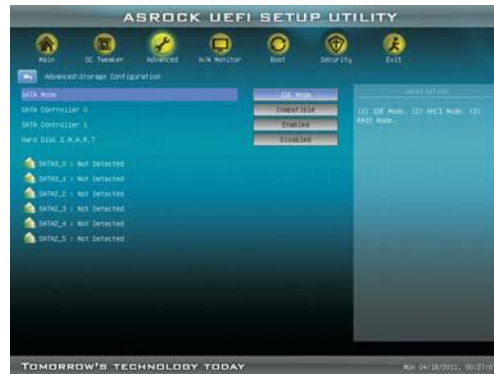 ASROCK UEFI SETUP UTILITY
Main OC Tweaker Advanced H/W Monitor Boot Security Exit
Advanced\Storage Configuration
SATA Mode IDE Mode
SATA Controller 0 Compatible
SATA Controller 1 Enabled
Hard Disk S.M.A.R.T Disabled
Description
(1) IDE Mode. (2) AHCI Mode. (3)
RAID Mode.
SATA3_0 : Not Detected
SATA3_1 : Not Detected
SATA2_2 : Not Detected
SATA2_3 : Not Detected
SATA2_4 : Not Detected
SATA2_5 : Not Detected
TOMORROW'S TECHNOLOGY TODAY
Mon 04/18/2011,